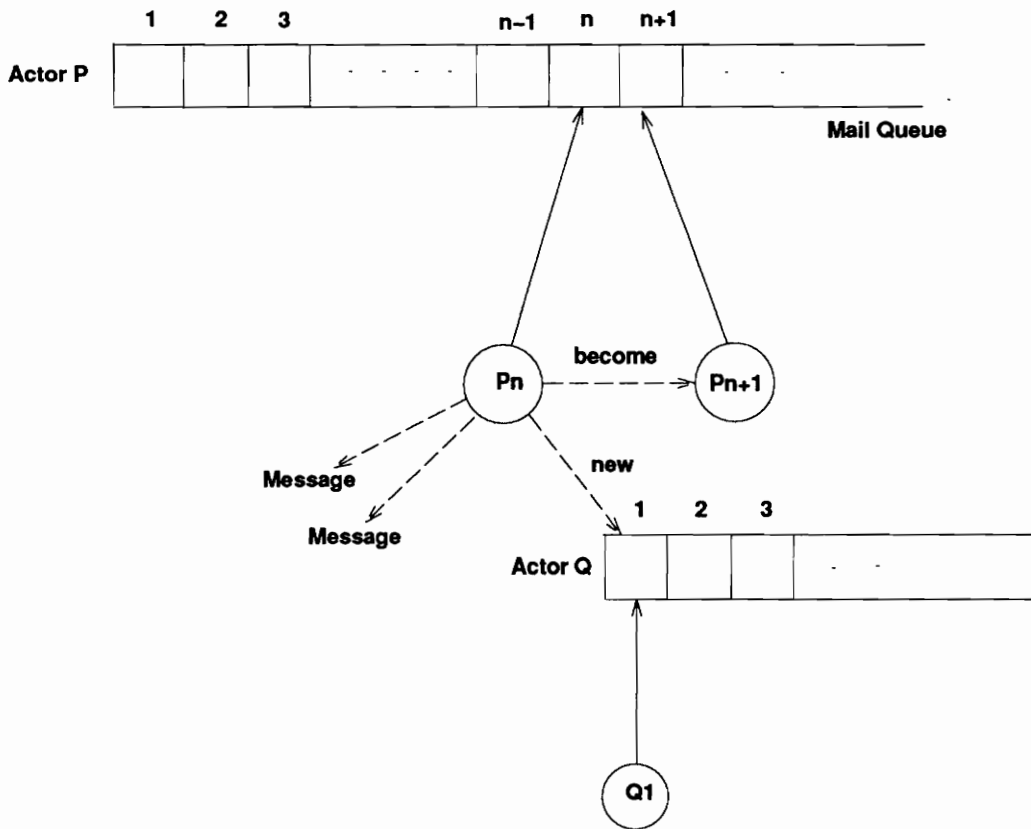 1 2 3 n−1 n n+1
Actor P
Mail Queue
become
Pn
Pn+1
new
Message
Message
1 2 3
Actor Q
Q1